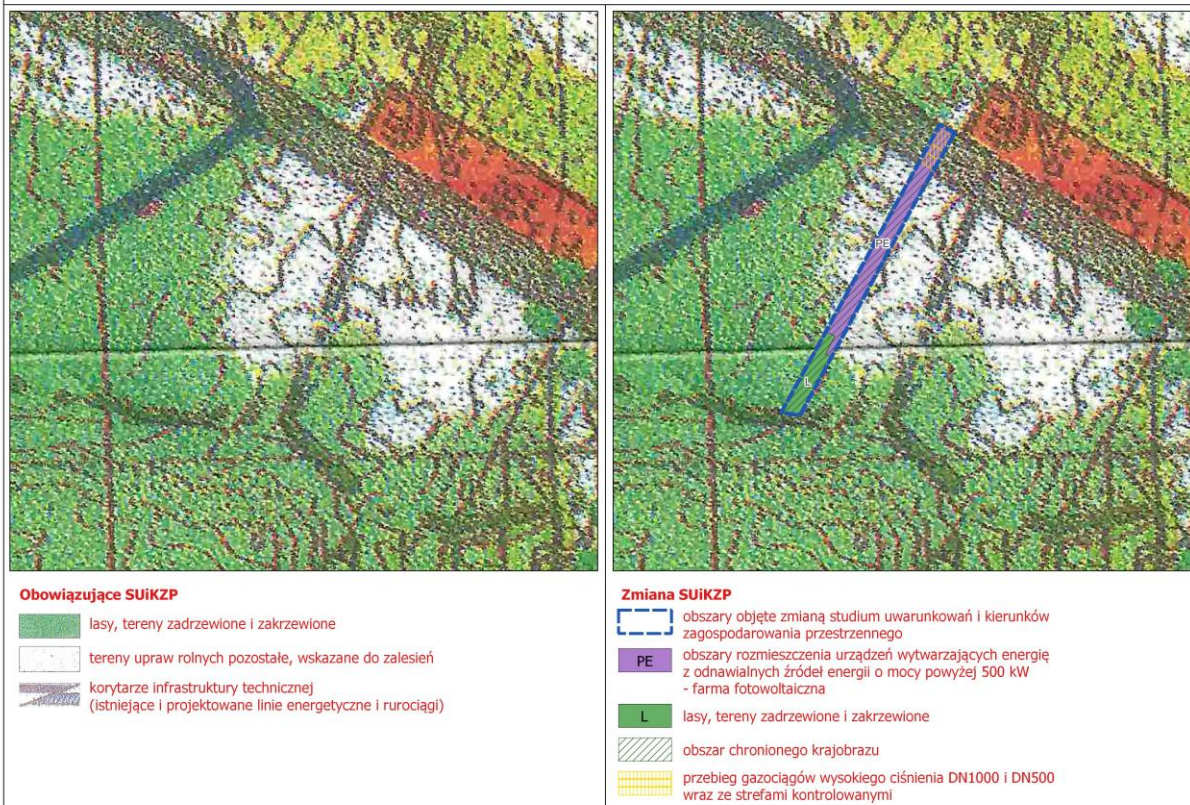 PE
L
Obowiązujące SUiKZP
lasy, tereny zadrzewione i zakrzewione
tereny upraw rolnych pozostałe, wskazane do zalesień
korytarze infrastruktury technicznej
(istniejące i projektowane linie energetyczne i rurociągi)
Zmiana SUiKZP
obszary objęte zmianą studium uwarunkowań i kierunków
zagospodarowania przestrzennego
PE
obszary rozmieszczenia urządzeń wytwarzających energię
z odnawialnych źródeł energii o mocy powyżej 500 kW
- farma fotowoltaiczna
L
lasy, tereny zadrzewione i zakrzewione
obszar chronionego krajobrazu
przebieg gazociągów wysokiego ciśnienia DN1000 i DN500
wraz ze strefami kontrolowanymi